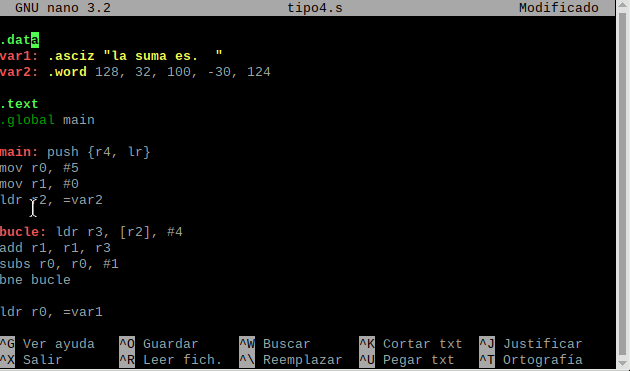 GNU nano 3.2 tipo4.s Modificado
.data
var1: .asciz "la suma es.  "
var2: .word 128, 32, 100, -30, 124
.text
.global main
main: push {r4, lr}
mov r0, #5
mov r1, #0
ldr r2, =var2
bucle: ldr r3, [r2], #4
add r1, r1, r3
subs r0, r0, #1
bne bucle
ldr r0, =var1
^G Ver ayuda ^O Guardar ^W Buscar ^K Cortar txt ^J Justificar
^X Salir ^R Leer fich. ^\ Reemplazar ^U Pegar txt ^T Ortografía